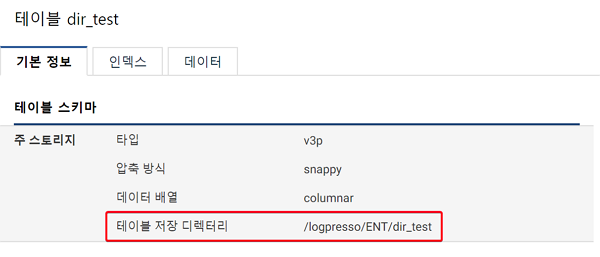 테이블 dir_test
기본 정보 인덱스 데이터
테이블 스키마
주 스토리지 타입 v3p
압축 방식 snappy
데이터 배열 columnar
테이블 저장 디렉터리 /logpresso/ENT/dir_test